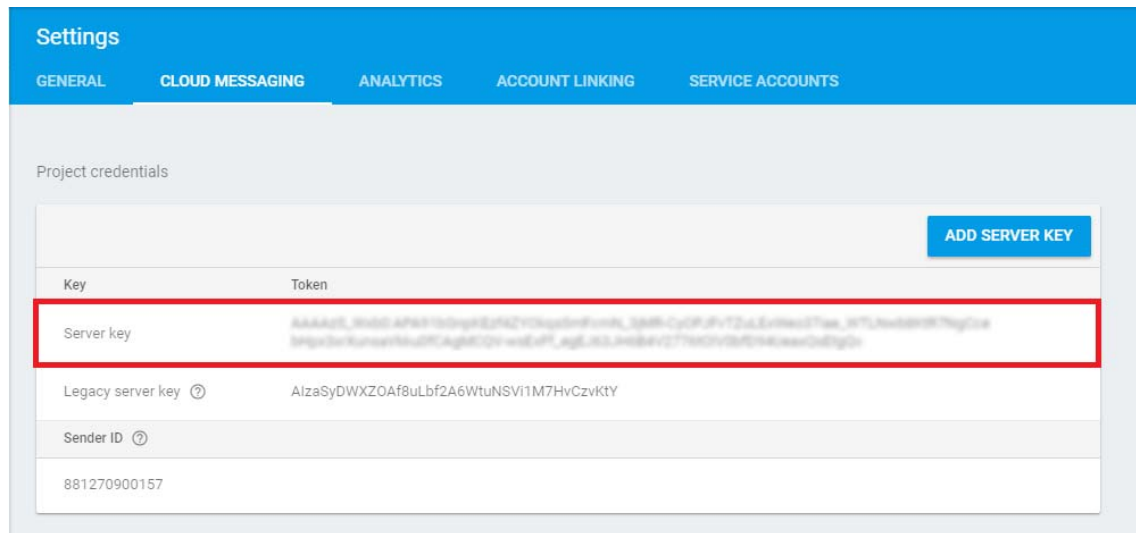 Settings
GENERAL CLOUD MESSAGING ANALYTICS ACCOUNT LINKING SERVICE ACCOUNTS
Project credentials
ADD SERVER KEY
Key Token
Server key
Legacy server key AIzaSyDWXZOAf8uLbf2A6WtuNSVi1M7HvCzvKtY
Sender ID
881270900157